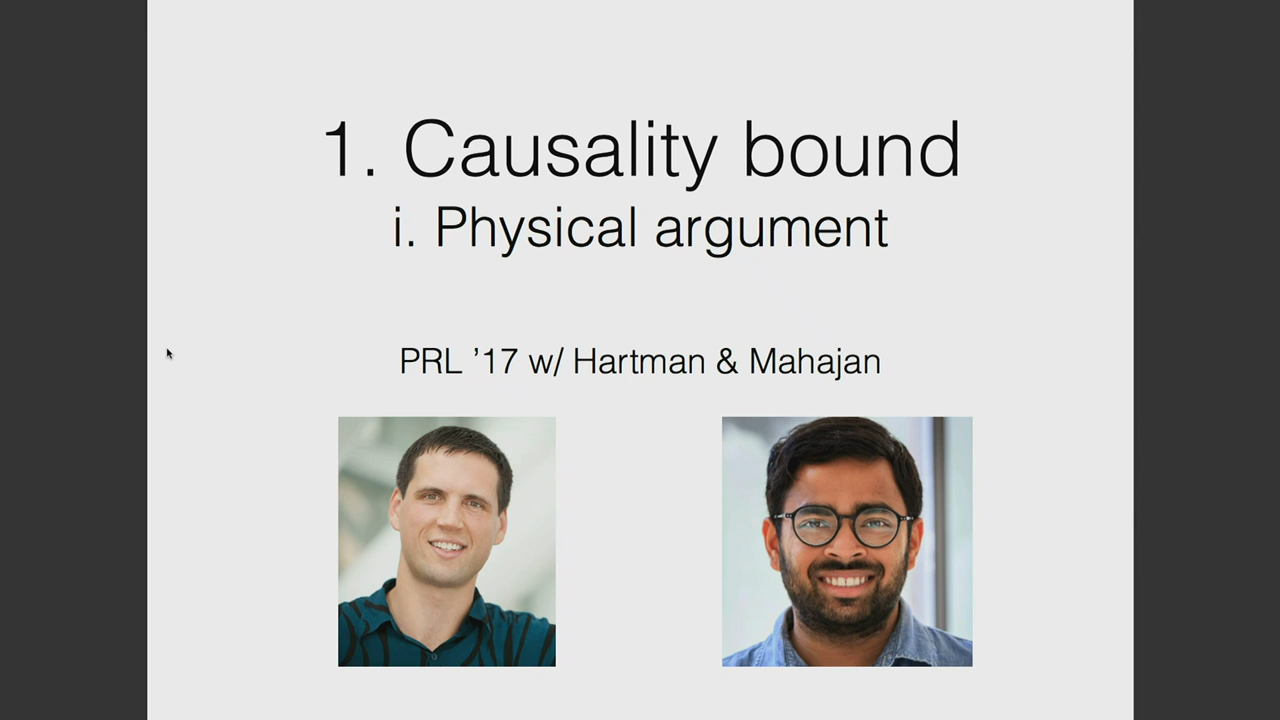 1. Causality bound
i. Physical argument
PRL ’17 w/ Hartman & Mahajan